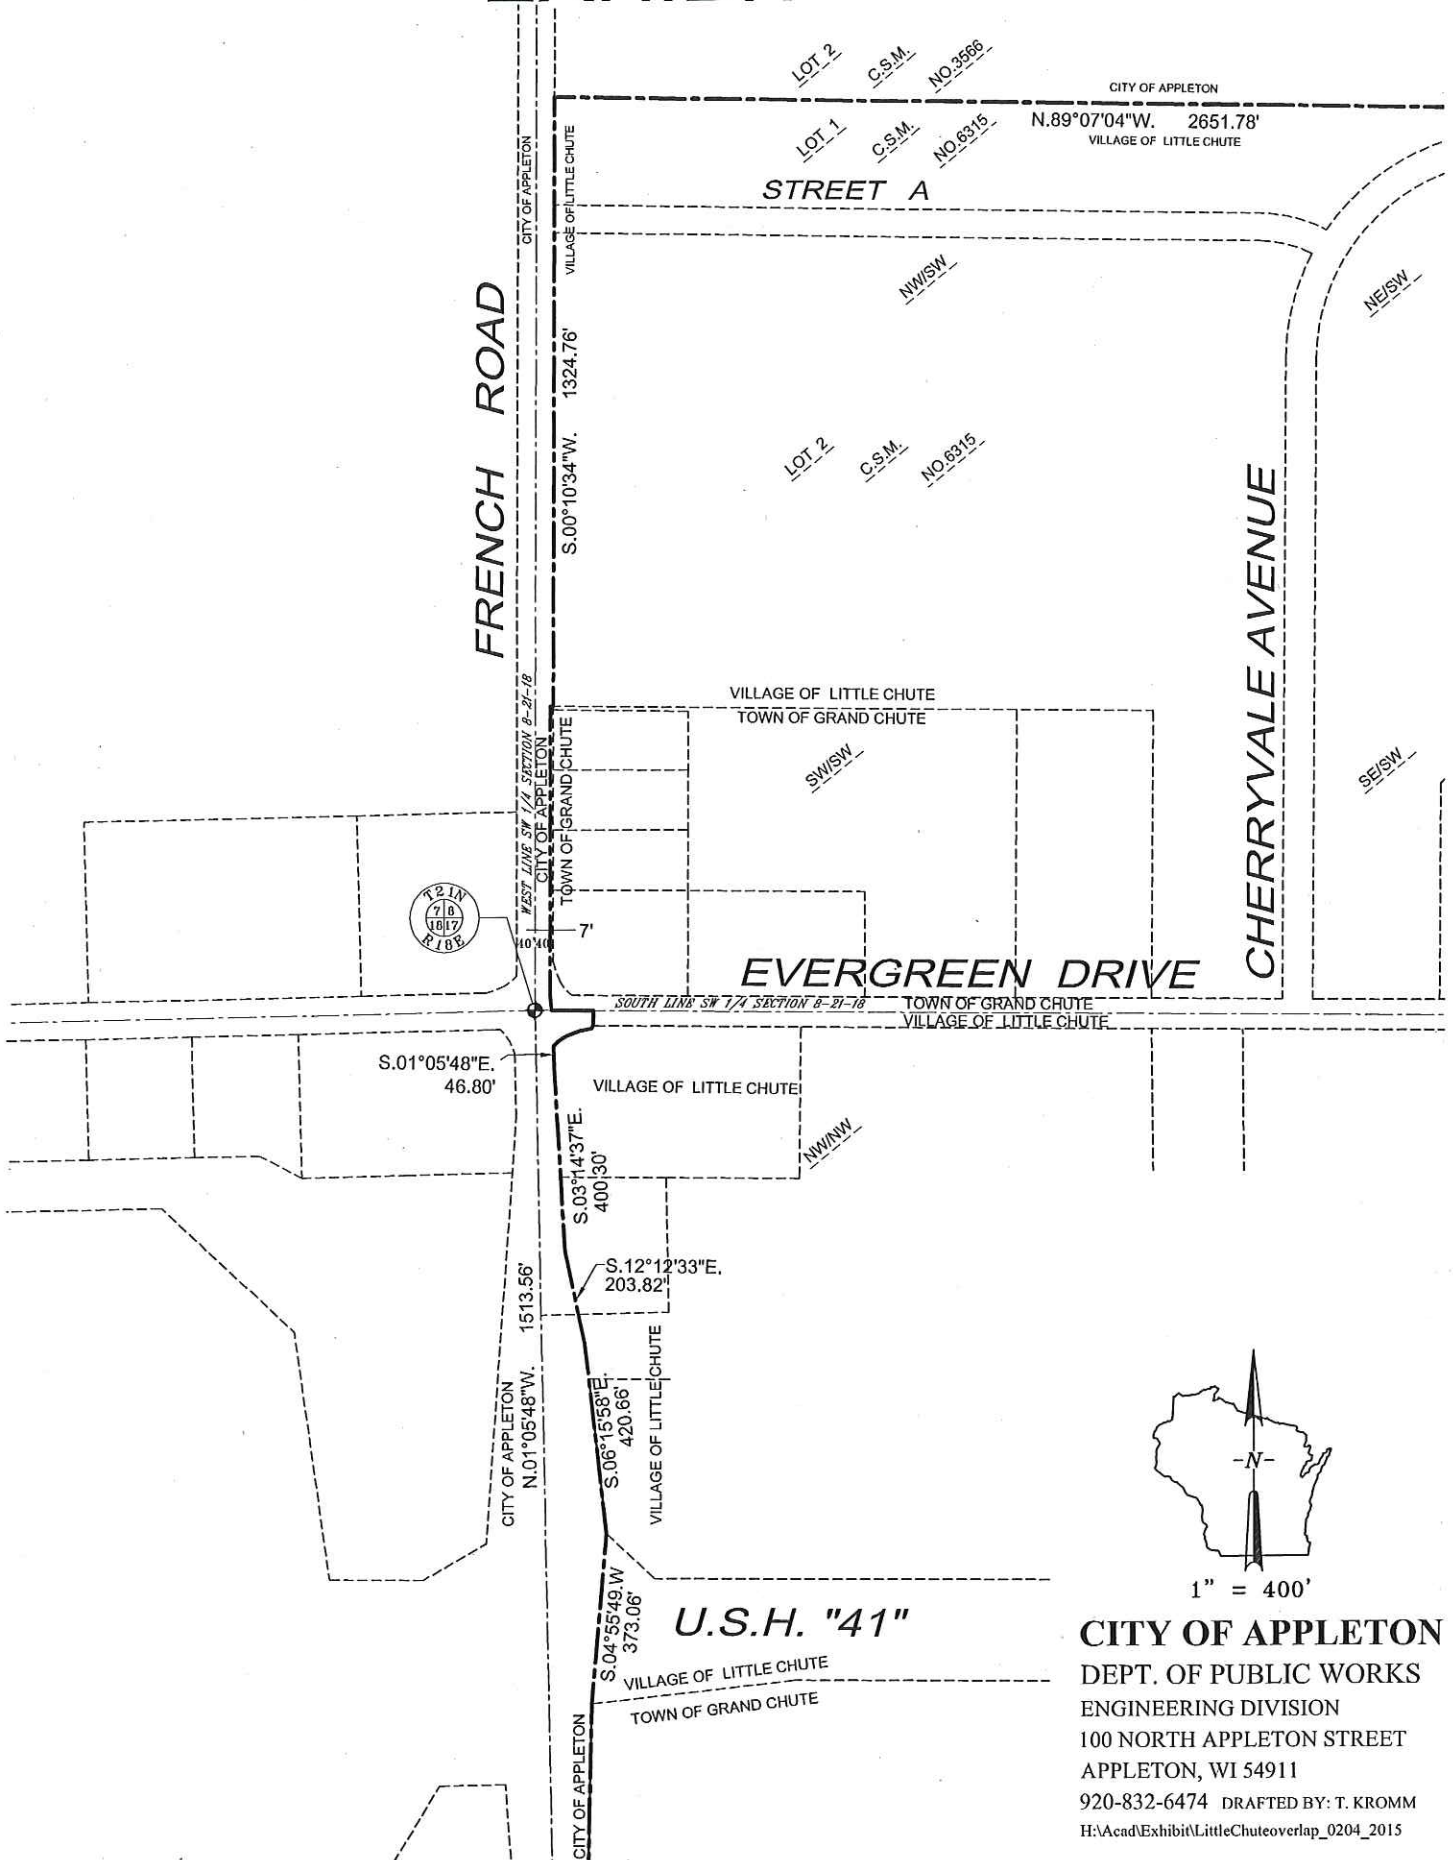 LOT 2 C.S.M. NO.3566
CITY OF APPLETON
N.89°07'04"W. 2651.78'
VILLAGE OF LITTLE CHUTE
LOT 1 C.S.M. NO.6315
STREET A
CITY OF APPLETON
VILLAGE OF LITTLE CHUTE
NW/SW
NE/SW
FRENCH ROAD
S.00°10'34"W. 1324.76'
LOT 2 C.S.M. NO.6315
CHERRYVALE AVENUE
VILLAGE OF LITTLE CHUTE
TOWN OF GRAND CHUTE
WEST LINE SW 1/4 SECTION 8-21-18
CITY OF APPLETON
TOWN OF GRAND CHUTE
SW/SW
SE/SW
T21N
7 8
18 17
R18E
7'
40' 40'
EVERGREEN DRIVE
SOUTH LINE SW 1/4 SECTION 8-21-18
TOWN OF GRAND CHUTE
VILLAGE OF LITTLE CHUTE
S.01°05'48"E.
46.80'
VILLAGE OF LITTLE CHUTE
NW/NW
S.03°14'37"E.
400.30'
S.12°12'33"E.
203.82'
CITY OF APPLETON
N.01°05'48"W. 1513.56'
S.06°15'58"E.
420.66'
VILLAGE OF LITTLE CHUTE
-N-
1" = 400'
S.04°55'49.W
373.06'
U.S.H. "41"
VILLAGE OF LITTLE CHUTE
TOWN OF GRAND CHUTE
CITY OF APPLETON
CITY OF APPLETON
DEPT. OF PUBLIC WORKS
ENGINEERING DIVISION
100 NORTH APPLETON STREET
APPLETON, WI 54911
920-832-6474 DRAFTED BY: T. KROMM
H:\Acad\Exhibit\LittleChuteoverlap_0204_2015